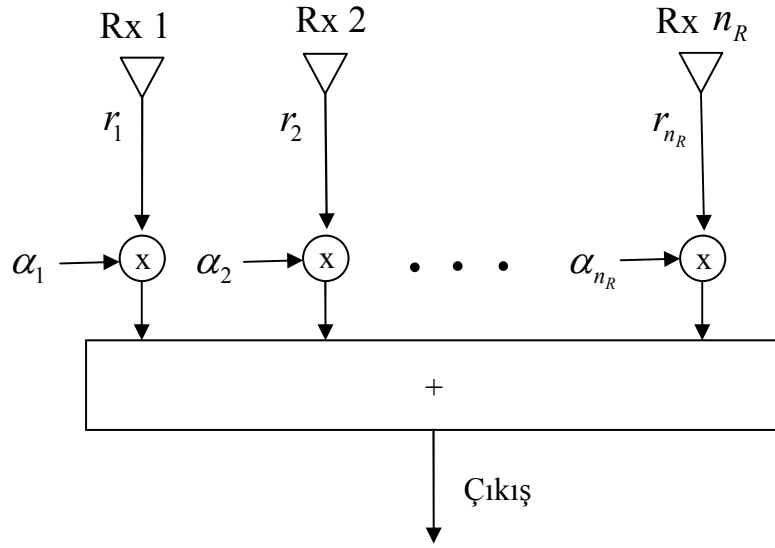 Rx 1 Rx 2 Rx n_R
r_1 r_2 r_{n_R}
α_1 x α_2 x • • • α_{n_R} x
+
Çıkış